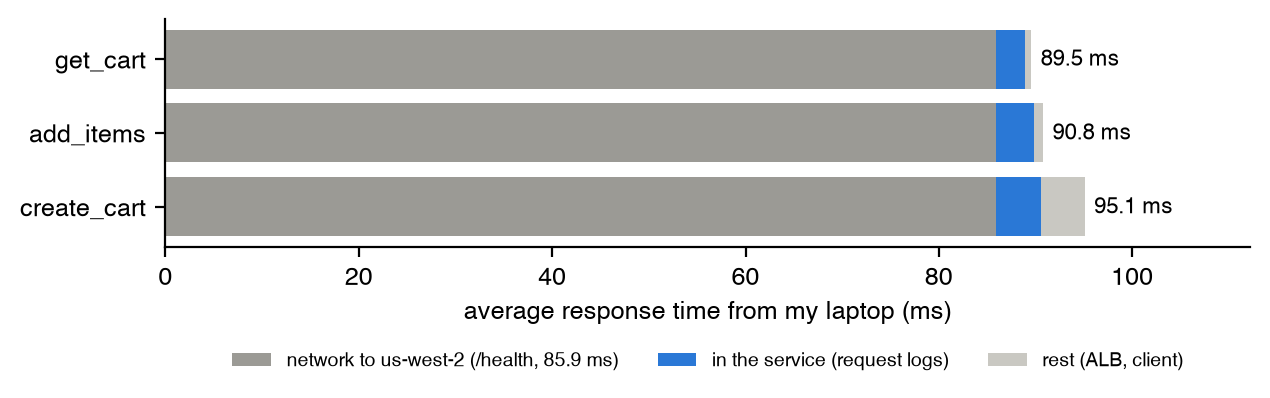 get_cart 89.5 ms
add_items 90.8 ms
create_cart 95.1 ms
0 20 40 60 80 100
average response time from my laptop (ms)
network to us-west-2 (/health, 85.9 ms) in the service (request logs) rest (ALB, client)